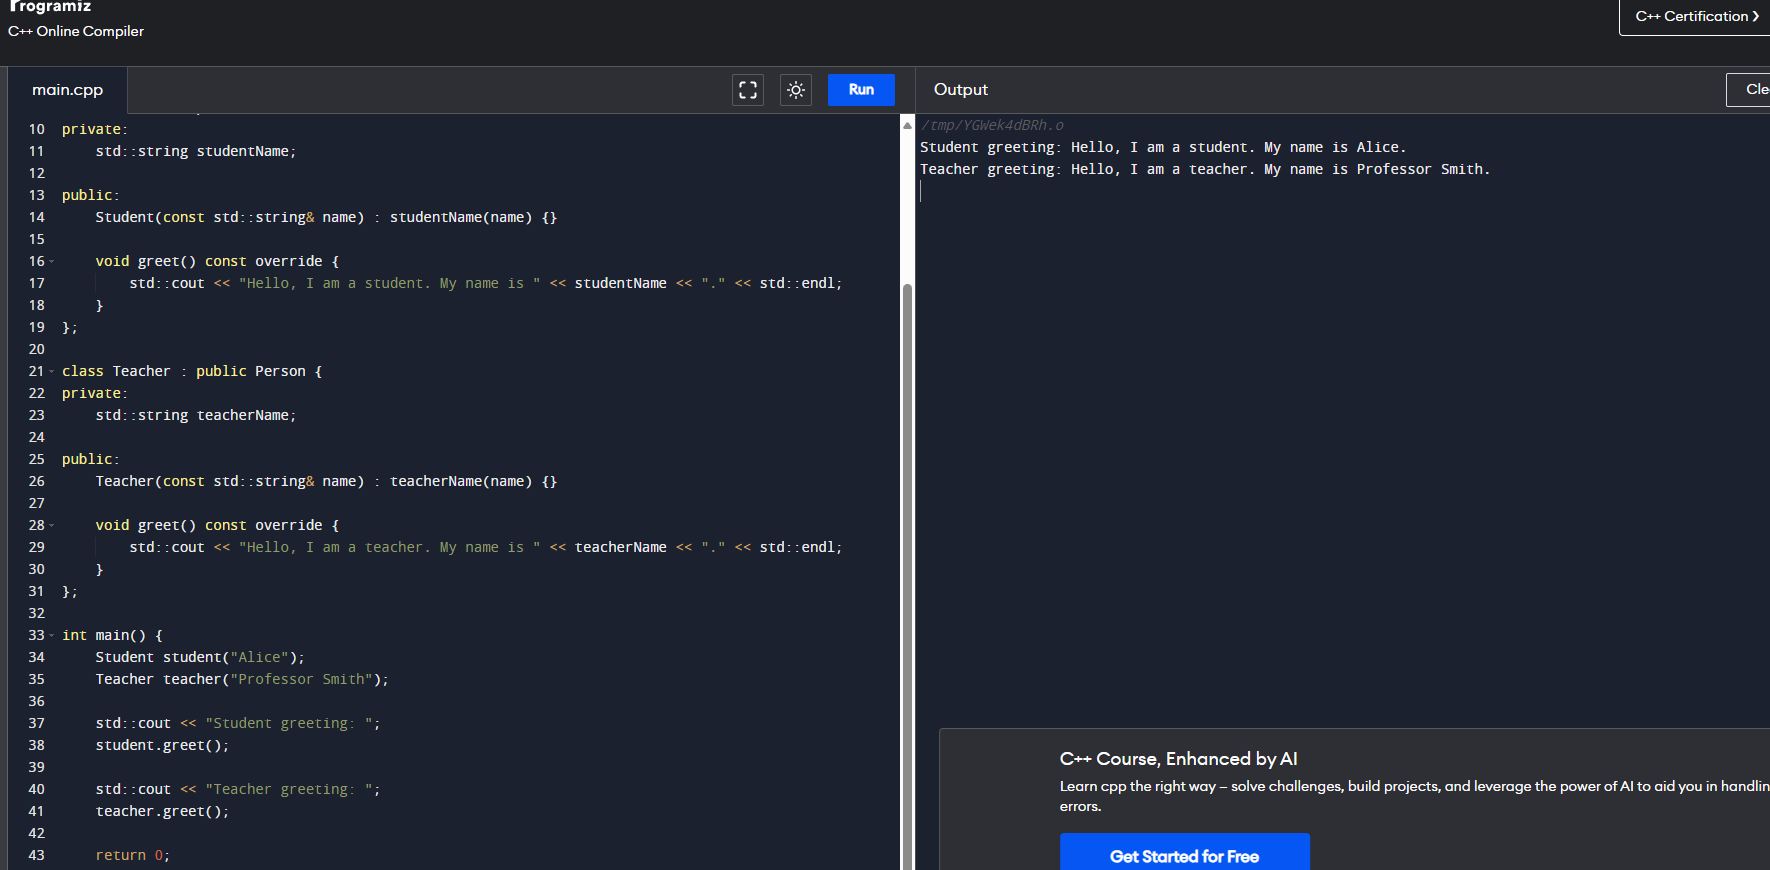 Programiz
C++ Online Compiler
C++ Certification ❯
main.cpp
Run
Output
Cle
10 private:
11     std::string studentName;
12
13 public:
14     Student(const std::string& name) : studentName(name) {}
15
16     void greet() const override {
17         std::cout << "Hello, I am a student. My name is " << studentName << "." << std::endl;
18     }
19 };
20
21 class Teacher : public Person {
22 private:
23     std::string teacherName;
24
25 public:
26     Teacher(const std::string& name) : teacherName(name) {}
27
28     void greet() const override {
29         std::cout << "Hello, I am a teacher. My name is " << teacherName << "." << std::endl;
30     }
31 };
32
33 int main() {
34     Student student("Alice");
35     Teacher teacher("Professor Smith");
36
37     std::cout << "Student greeting: ";
38     student.greet();
39
40     std::cout << "Teacher greeting: ";
41     teacher.greet();
42
43     return 0;
/tmp/YGWek4dBRh.o
Student greeting: Hello, I am a student. My name is Alice.
Teacher greeting: Hello, I am a teacher. My name is Professor Smith.
C++ Course, Enhanced by AI
Learn cpp the right way – solve challenges, build projects, and leverage the power of AI to aid you in handlin
errors.
Get Started for Free